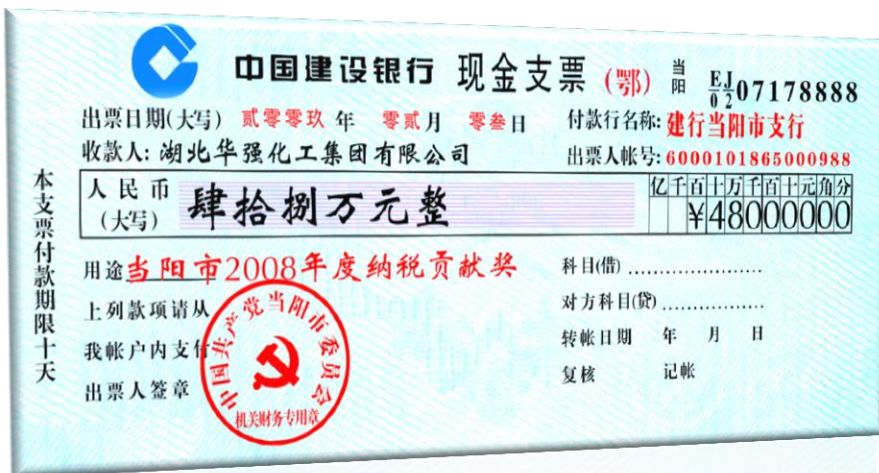 中国建设银行 现金支票 (鄂) 当阳 EJ/02 07178888
出票日期(大写) 贰零零玖 年 零贰月 零叁日
付款行名称: 建行当阳市支行
收款人: 湖北华强化工集团有限公司
出票人帐号: 6000101865000988
人民币
(大写) 肆拾捌万元整
亿千百十万千百十元角分
¥48000000
用途 当阳市2008年度纳税贡献奖
上列款项请从
我帐户内支付
出票人签章
科目(借) ......................
对方科目(贷) .................
转帐日期 年 月 日
复核 记帐
本支票付款期限十天
中国共产党当阳市委员会
机关财务专用章